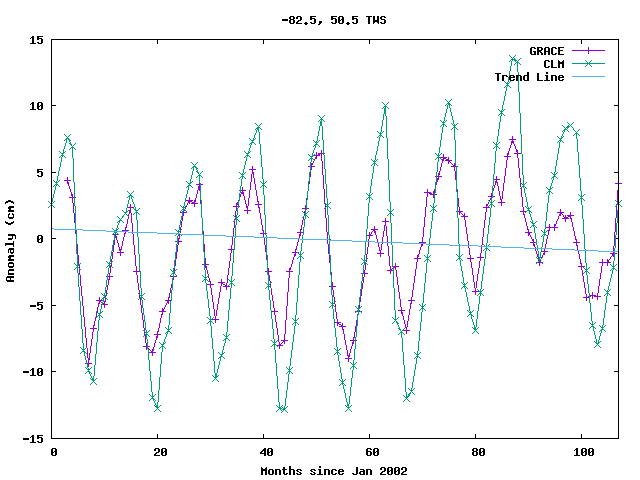 -82.5, 50.5 TWS
GRACE
CLM
Trend Line
15
10
5
0
-5
-10
-15
Anomaly (cm)
0 20 40 60 80 100
Months since Jan 2002